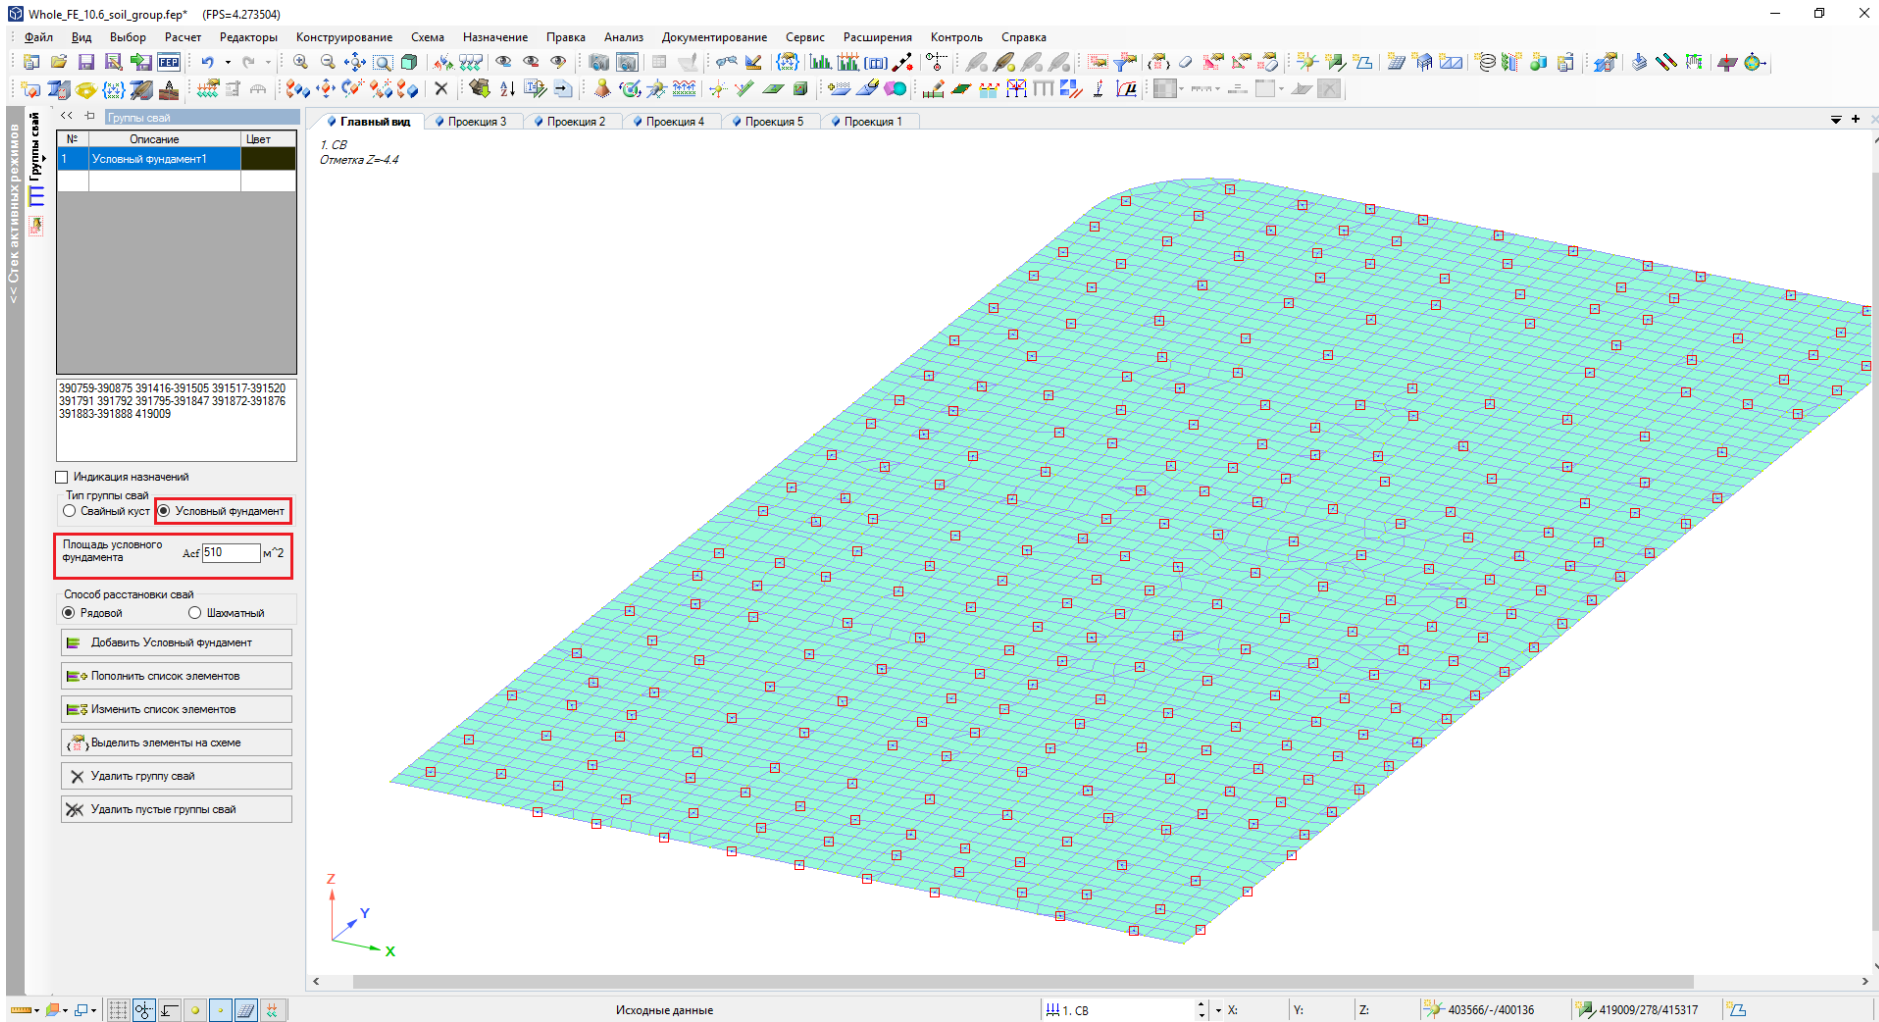 Whole_FE_10.6_soil_group.fep* (FPS=4.273504)
Файл Вид Выбор Расчет Редакторы Конструирование Схема Назначение Правка Анализ Документирование Сервис Расширения Контроль Справка
FEP
<< Стек активных режимов
Группы свай
Группы свай
№ Описание Цвет
1 Условный фундамент1
390759-390875 391416-391505 391517-391520
391791 391792 391795-391847 391872-391876
391883-391888 419009
Индикация назначений
Тип группы свай
Свайный куст Условный фундамент
Площадь условного фундамента Acf 510 м^2
Способ расстановки свай
Рядовой Шахматный
Добавить Условный фундамент
Пополнить список элементов
Изменить список элементов
Выделить элементы на схеме
Удалить группу свай
Удалить пустые группы свай
Главный вид Проекция 3 Проекция 2 Проекция 4 Проекция 5 Проекция 1
1. СВ
Отметка Z=-4.4
Z
Y
X
Исходные данные 1. СВ X: Y: Z: 403566/-/400136 419009/278/415317